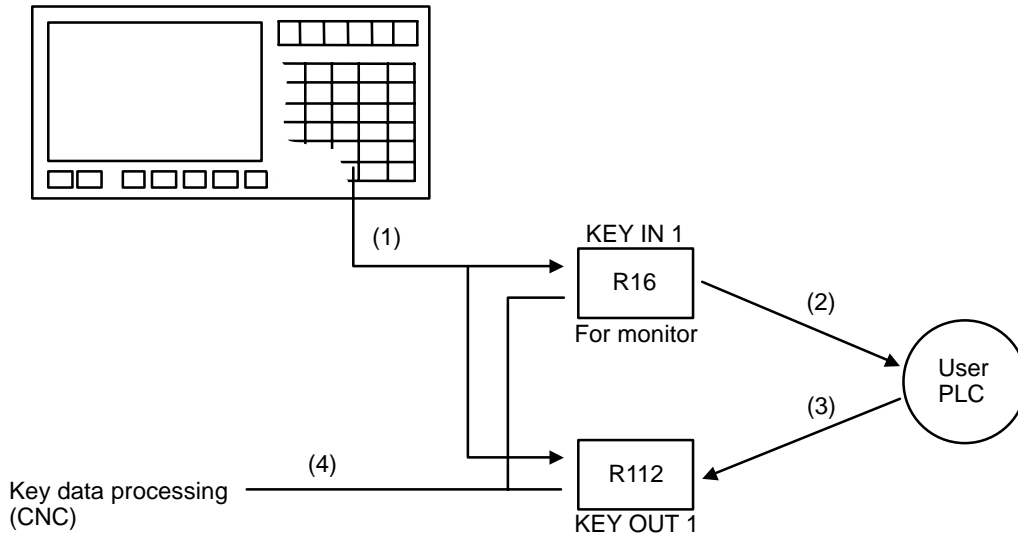 (1)
KEY IN 1
R16
For monitor
(2)
User
PLC
(3)
(4)
R112
KEY OUT 1
Key data processing
(CNC)